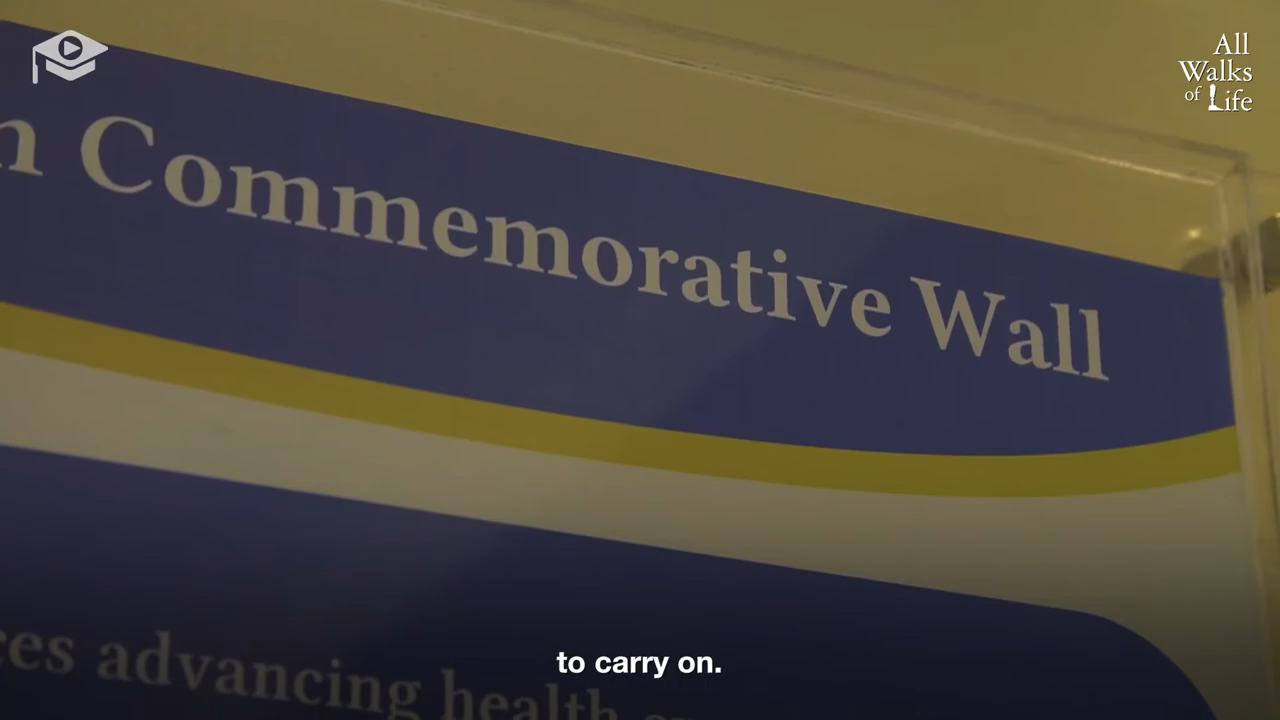 All
Walks
of Life
n Commemorative Wall
ces advancing health
to carry on.